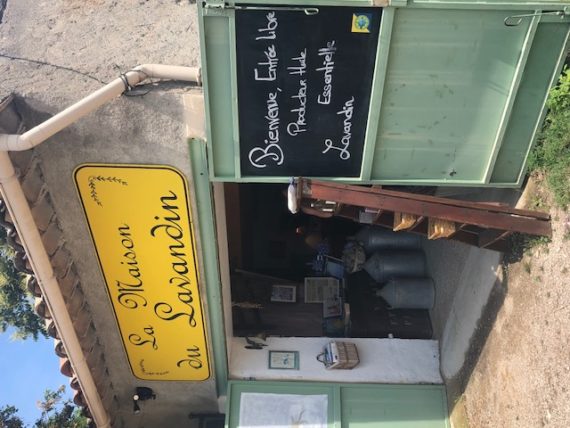 La Maison
du Lavandin
Bienvenue, Entrée Libre
Producteur Huile
Essentielle
Lavandin